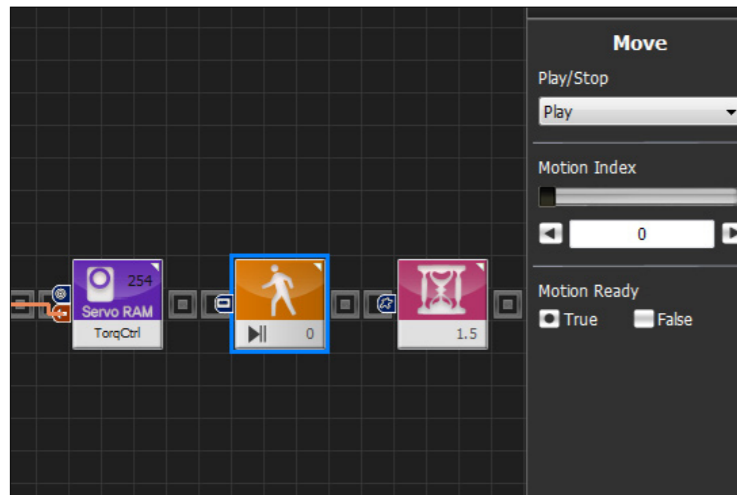 Move
Play/Stop
Play
Motion Index
0
Motion Ready
True False
254
Servo RAM
TorqCtrl
0
1.5